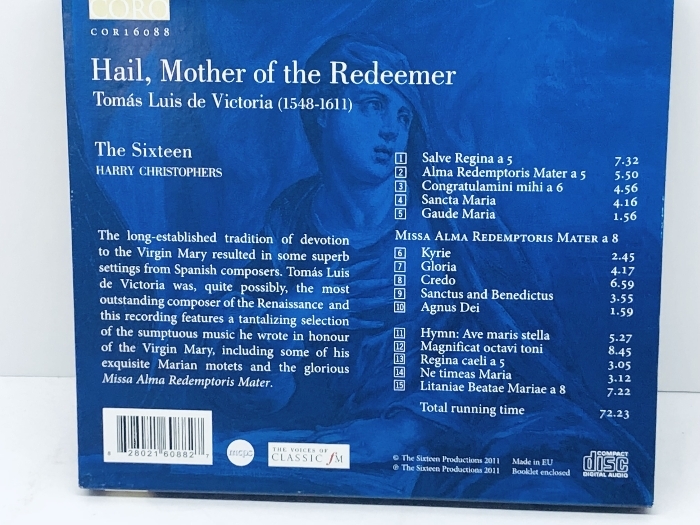 CORO
COR16088
Hail, Mother of the Redeemer
Tomás Luis de Victoria (1548-1611)
The Sixteen
HARRY CHRISTOPHERS
The long-established tradition of devotion
to the Virgin Mary resulted in some superb
settings from Spanish composers. Tomás Luis
de Victoria was, quite possibly, the most
outstanding composer of the Renaissance and
this recording features a tantalizing selection
of the sumptuous music he wrote in honour
of the Virgin Mary, including some of his
exquisite Marian motets and the glorious
Missa Alma Redemptoris Mater.
1 Salve Regina a 5 7.32
2 Alma Redemptoris Mater a 5 5.50
3 Congratulamini mihi a 6 4.56
4 Sancta Maria 4.16
5 Gaude Maria 1.56
MISSA ALMA REDEMPTORIS MATER a 8
6 Kyrie 2.45
7 Gloria 4.17
8 Credo 6.59
9 Sanctus and Benedictus 3.55
10 Agnus Dei 1.59
11 Hymn: Ave maris stella 5.27
12 Magnificat octavi toni 8.45
13 Regina caeli a 5 3.05
14 Ne timeas Maria 3.12
15 Litaniae Beatae Mariae a 8 7.22
Total running time 72.23
8 28021 60882 7
mcps
THE VOICES OF
CLASSIC fM
© The Sixteen Productions 2011 Made in EU
℗ The Sixteen Productions 2011 Booklet enclosed
COMPACT
disc
DIGITAL AUDIO